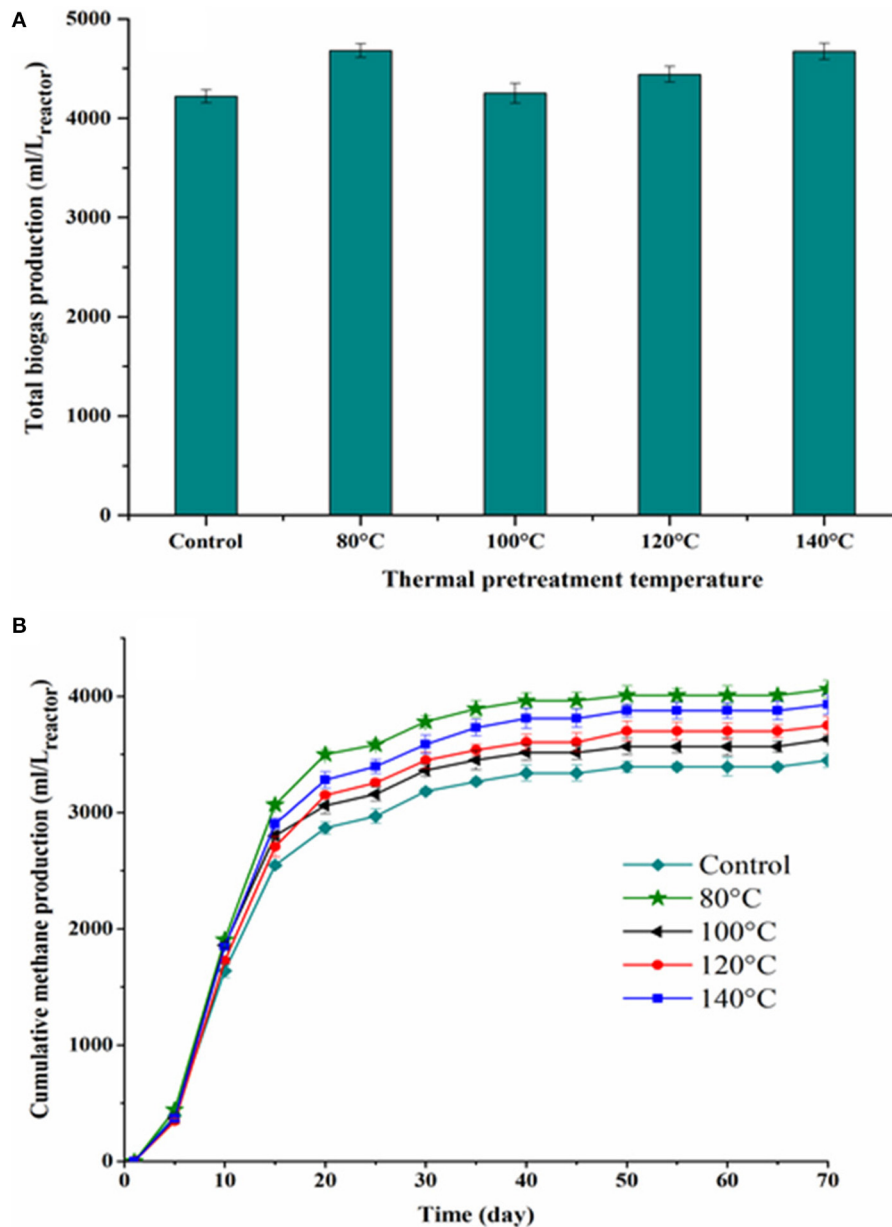 A
5000
4000
3000
2000
1000
0
Total biogas production (ml/L reactor)
Control 80°C 100°C 120°C 140°C
Thermal pretreatment temperature
B
4000
3000
2000
1000
0
Cumulative methane production (ml/L reactor)
Control
80°C
100°C
120°C
140°C
0 10 20 30 40 50 60 70
Time (day)